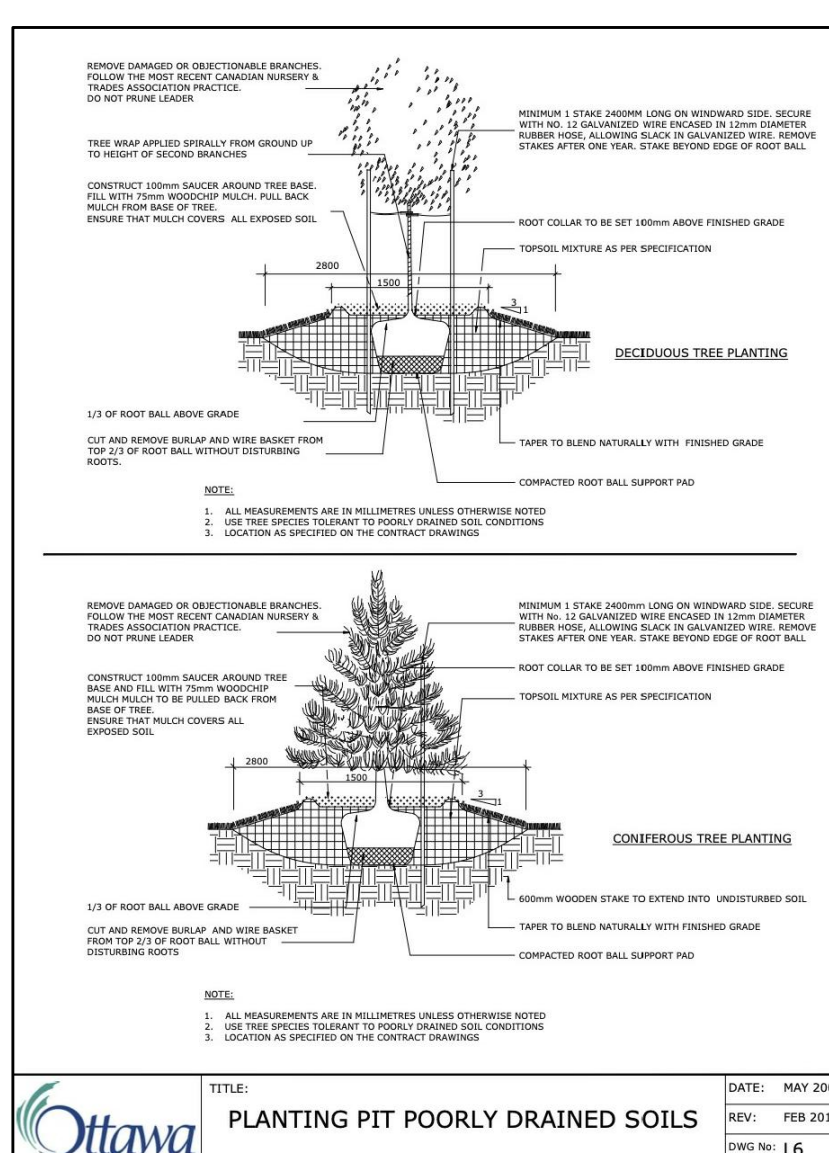 REMOVE DAMAGED OR OBJECTIONABLE BRANCHES.
FOLLOW THE MOST RECENT CANADIAN NURSERY &
TRADES ASSOCIATION PRACTICE.
DO NOT PRUNE LEADER
MINIMUM 1 STAKE 2400MM LONG ON WINDWARD SIDE. SECURE
WITH NO. 12 GALVANIZED WIRE ENCASED IN 12mm DIAMETER
RUBBER HOSE, ALLOWING SLACK IN GALVANIZED WIRE. REMOVE
STAKES AFTER ONE YEAR. STAKE BEYOND EDGE OF ROOT BALL
TREE WRAP APPLIED SPIRALLY FROM GROUND UP
TO HEIGHT OF SECOND BRANCHES
CONSTRUCT 100mm SAUCER AROUND TREE BASE.
FILL WITH 75mm WOODCHIP MULCH. PULL BACK
MULCH FROM BASE OF TREE.
ENSURE THAT MULCH COVERS ALL EXPOSED SOIL
ROOT COLLAR TO BE SET 100mm ABOVE FINISHED GRADE
TOPSOIL MIXTURE AS PER SPECIFICATION
2800
1500
3
1
DECIDUOUS TREE PLANTING
1/3 OF ROOT BALL ABOVE GRADE
CUT AND REMOVE BURLAP AND WIRE BASKET FROM
TOP 2/3 OF ROOT BALL WITHOUT DISTURBING
ROOTS.
TAPER TO BLEND NATURALLY WITH FINISHED GRADE
COMPACTED ROOT BALL SUPPORT PAD
NOTE:
1. ALL MEASUREMENTS ARE IN MILLIMETRES UNLESS OTHERWISE NOTED
2. USE TREE SPECIES TOLERANT TO POORLY DRAINED SOIL CONDITIONS
3. LOCATION AS SPECIFIED ON THE CONTRACT DRAWINGS
REMOVE DAMAGED OR OBJECTIONABLE BRANCHES.
FOLLOW THE MOST RECENT CANADIAN NURSERY &
TRADES ASSOCIATION PRACTICE.
DO NOT PRUNE LEADER
MINIMUM 1 STAKE 2400mm LONG ON WINDWARD SIDE. SECURE
WITH No. 12 GALVANIZED WIRE ENCASED IN 12mm DIAMETER
RUBBER HOSE, ALLOWING SLACK IN GALVANIZED WIRE. REMOVE
STAKES AFTER ONE YEAR. STAKE BEYOND EDGE OF ROOT BALL
CONSTRUCT 100mm SAUCER AROUND TREE
BASE AND FILL WITH 75mm WOODCHIP
MULCH MULCH TO BE PULLED BACK FROM
BASE OF TREE.
ENSURE THAT MULCH COVERS ALL
EXPOSED SOIL
ROOT COLLAR TO BE SET 100mm ABOVE FINISHED GRADE
TOPSOIL MIXTURE AS PER SPECIFICATION
2800
1500
3
1
CONIFEROUS TREE PLANTING
600mm WOODEN STAKE TO EXTEND INTO UNDISTURBED SOIL
1/3 OF ROOT BALL ABOVE GRADE
CUT AND REMOVE BURLAP AND WIRE BASKET
FROM TOP 2/3 OF ROOT BALL WITHOUT
DISTURBING ROOTS
TAPER TO BLEND NATURALLY WITH FINISHED GRADE
COMPACTED ROOT BALL SUPPORT PAD
NOTE:
1. ALL MEASUREMENTS ARE IN MILLIMETRES UNLESS OTHERWISE NOTED
2. USE TREE SPECIES TOLERANT TO POORLY DRAINED SOIL CONDITIONS
3. LOCATION AS SPECIFIED ON THE CONTRACT DRAWINGS
Ottawa
TITLE:
PLANTING PIT POORLY DRAINED SOILS
DATE: MAY
REV: FEB
DWG No: L6